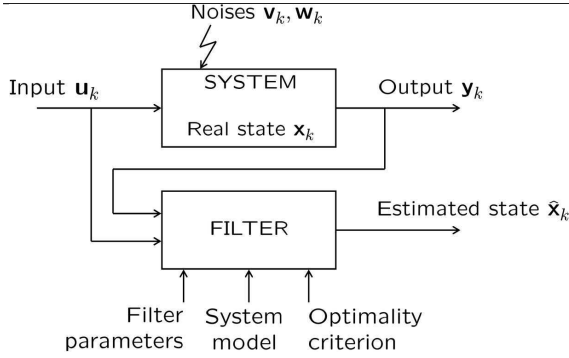 Noises v_k, w_k
Input u_k
SYSTEM
Output y_k
Real state x_k
Estimated state x̂_k
FILTER
Filter parameters
System model
Optimality criterion